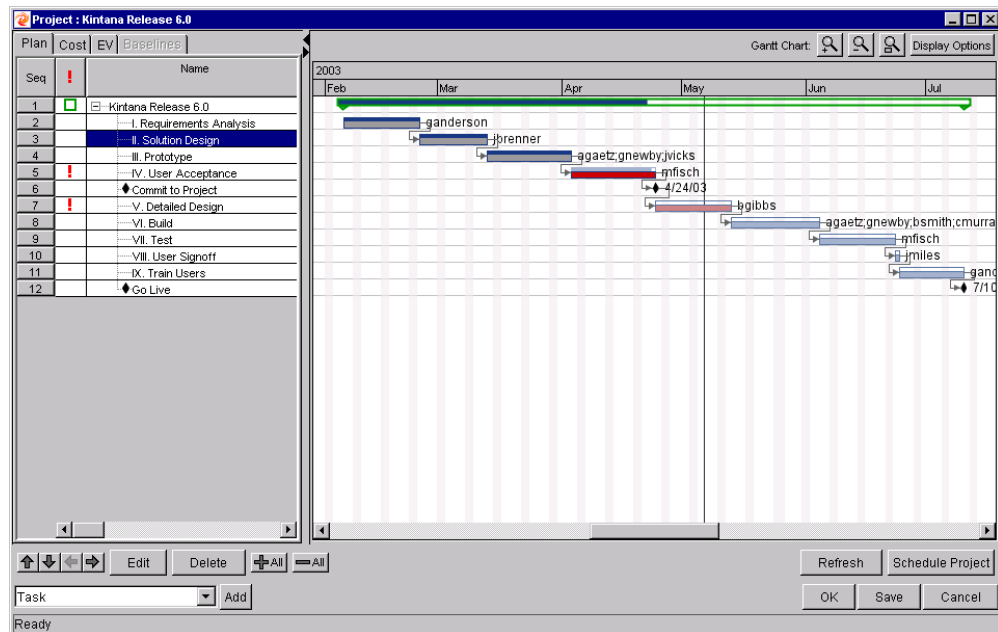 Project : Kintana Release 6.0
Plan Cost EV Baselines
Gantt Chart: Display Options
Seq ! Name
2003
Feb Mar Apr May Jun Jul
1 Kintana Release 6.0
2 I. Requirements Analysis ganderson
3 II. Solution Design jbrenner
4 III. Prototype agaetz;gnewby;jvicks
5 ! IV. User Acceptance mfisch
6 Commit to Project 4/24/03
7 ! V. Detailed Design bgibbs
8 VI. Build agaetz;gnewby;bsmith;cmurra
9 VII. Test mfisch
10 VIII. User Signoff jmiles
11 IX. Train Users gand
12 Go Live 7/10
Edit Delete All All Refresh Schedule Project
Task Add OK Save Cancel
Ready